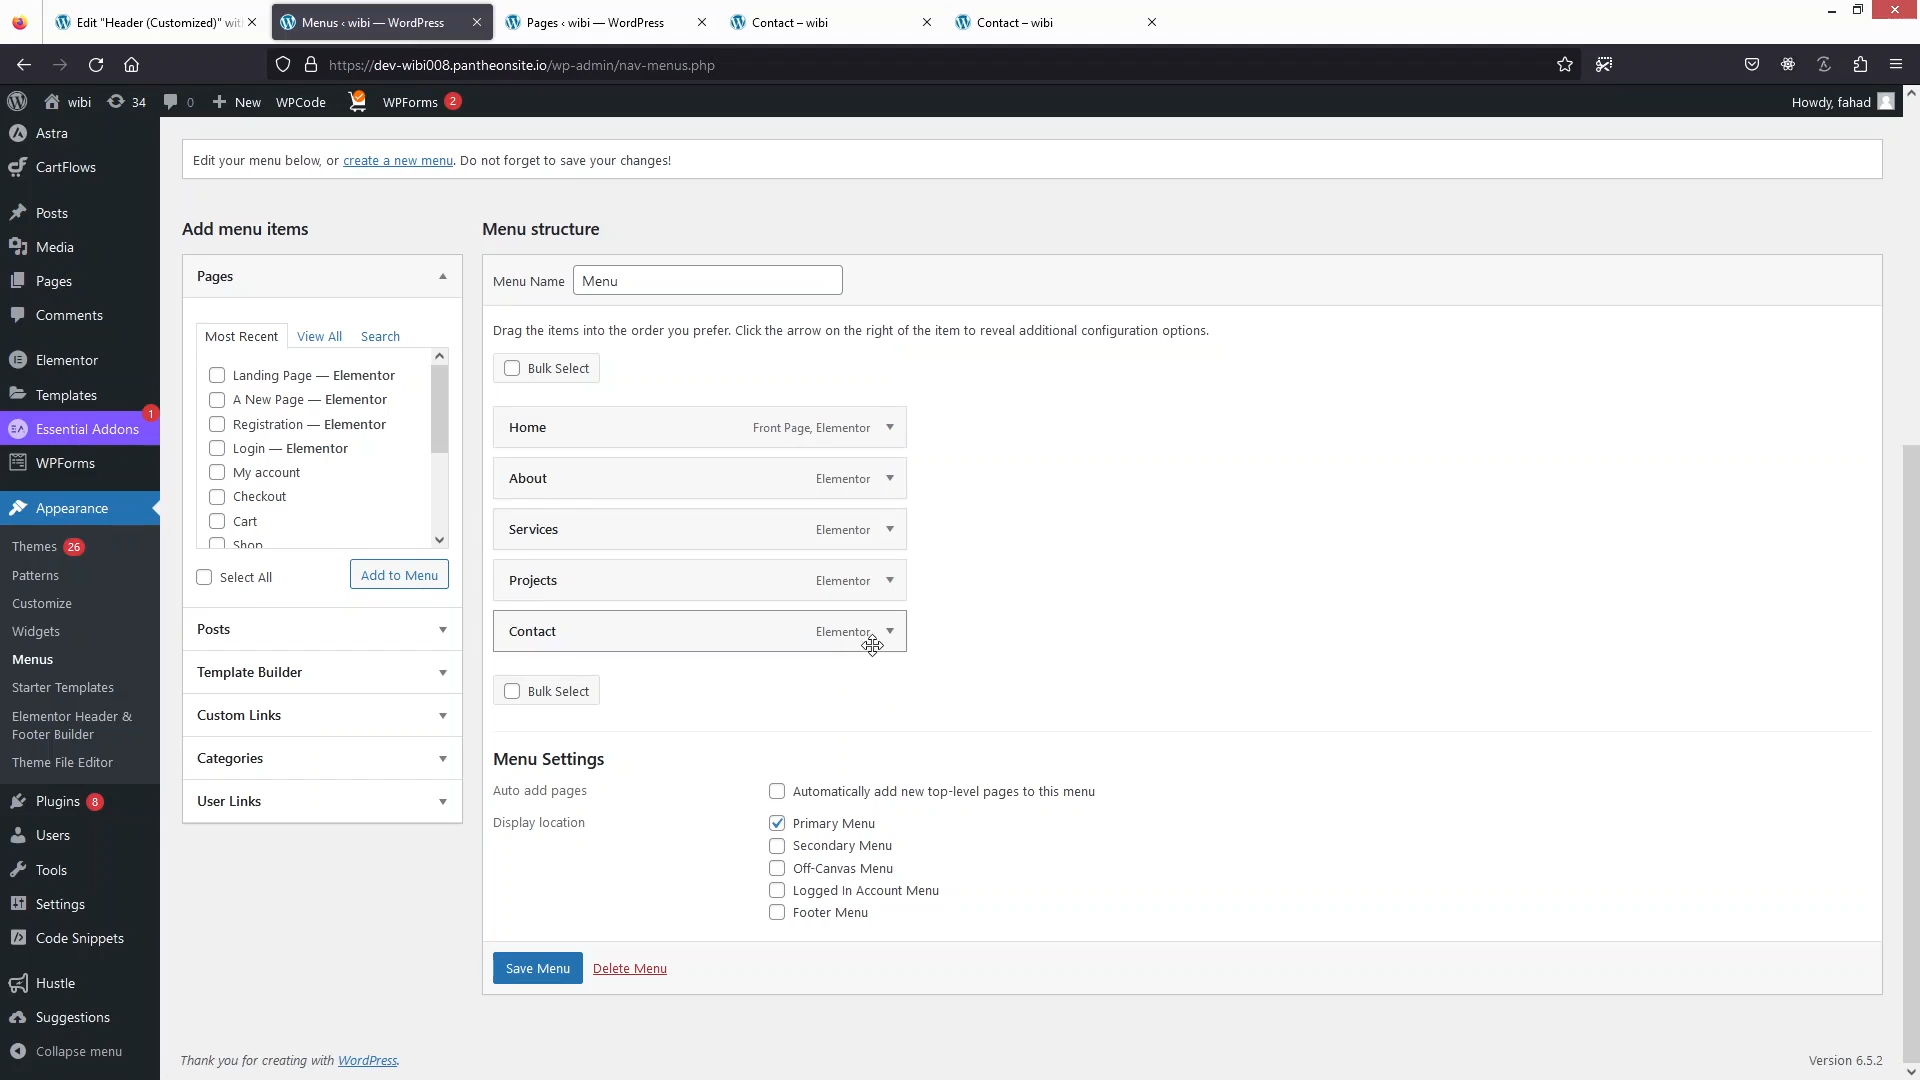 Edit "Header (Customized)" wit
Menus ‹ wibi — WordPress
Pages ‹ wibi — WordPress
Contact – wibi
Contact – wibi
https://dev-wibi008.pantheonsite.io/wp-admin/nav-menus.php
wibi
34
0
New
WPCode
WPForms
2
Howdy, fahad
Astra
CartFlows
Posts
Media
Pages
Comments
Elementor
Templates
Essential Addons
1
WPForms
Appearance
Themes
26
Patterns
Customize
Widgets
Menus
Starter Templates
Elementor Header &
Footer Builder
Theme File Editor
Plugins
8
Users
Tools
Settings
Code Snippets
Hustle
Suggestions
Collapse menu
Edit your menu below, or create a new menu. Do not forget to save your changes!
Add menu items
Pages
Most Recent
View All
Search
Landing Page — Elementor
A New Page — Elementor
Registration — Elementor
Login — Elementor
My account
Checkout
Cart
Shop
Select All
Add to Menu
Posts
Template Builder
Custom Links
Categories
User Links
Menu structure
Menu Name
Menu
Drag the items into the order you prefer. Click the arrow on the right of the item to reveal additional configuration options.
Bulk Select
Home
Front Page, Elementor
About
Elementor
Services
Elementor
Projects
Elementor
Contact
Elementor
Bulk Select
Menu Settings
Auto add pages
Automatically add new top-level pages to this menu
Display location
Primary Menu
Secondary Menu
Off-Canvas Menu
Logged In Account Menu
Footer Menu
Save Menu
Delete Menu
Thank you for creating with WordPress.
Version 6.5.2